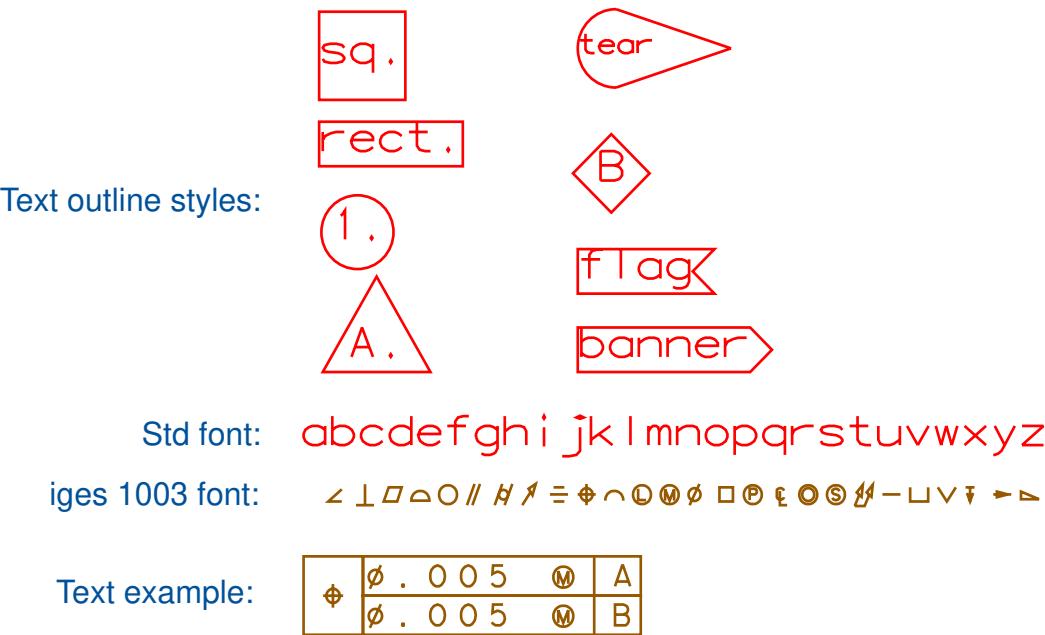 sq.
tear
rect.
B
Text outline styles:
1.
flag
A.
banner
Std font: abcdefghijklmnopqrstuvwxyz
iges 1003 font: ∠ ⊥ ▱ ⌓ ○ ⫽ ⌭ ↗ ⌯ ⌖ ⌒ Ⓛ Ⓜ ⌀ □ Ⓟ ℄ ◎ Ⓢ ⌰ — ⌴ ⌵ ↧ ➛ ⌳
Text example: ⌖ ⌀.005 Ⓜ A
⌀.005 Ⓜ B